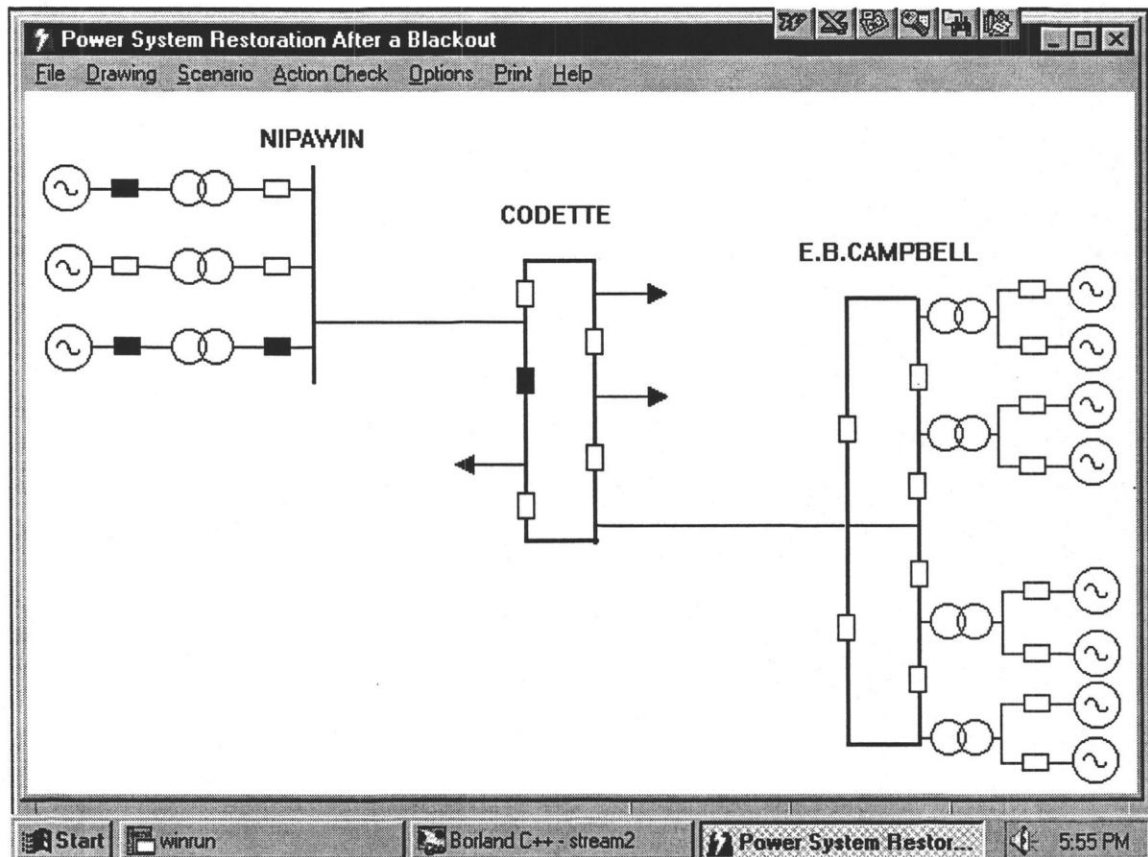 Power System Restoration After a Blackout
File Drawing Scenario Action Check Options Print Help
NIPAWIN
CODETTE
E.B.CAMPBELL
Start winrun Borland C++ - stream2 Power System Restor... 5:55 PM